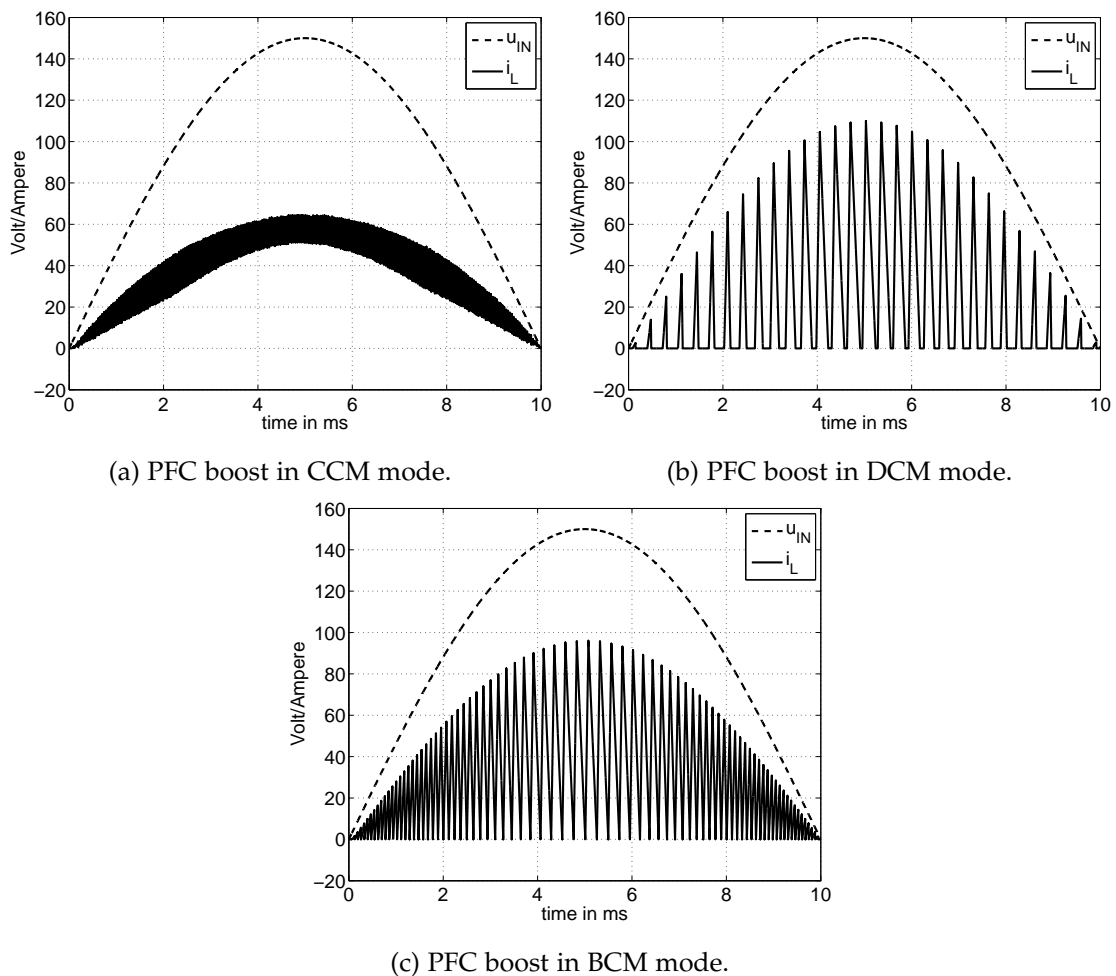 160
140
120
100
80
60
40
20
0
−20
0 2 4 6 8 10
Volt/Ampere
time in ms
u_IN
i_L
(a) PFC boost in CCM mode.
160
140
120
100
80
60
40
20
0
−20
0 2 4 6 8 10
Volt/Ampere
time in ms
u_IN
i_L
(b) PFC boost in DCM mode.
160
140
120
100
80
60
40
20
0
−20
0 2 4 6 8 10
Volt/Ampere
time in ms
u_IN
i_L
(c) PFC boost in BCM mode.